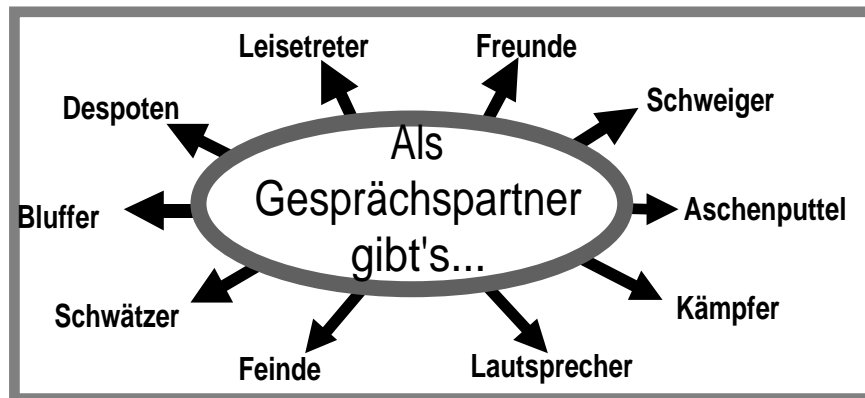 Leisetreter
Freunde
Despoten
Schweiger
Als
Gesprächspartner
gibt's...
Bluffer
Aschenputtel
Schwätzer
Kämpfer
Feinde
Lautsprecher